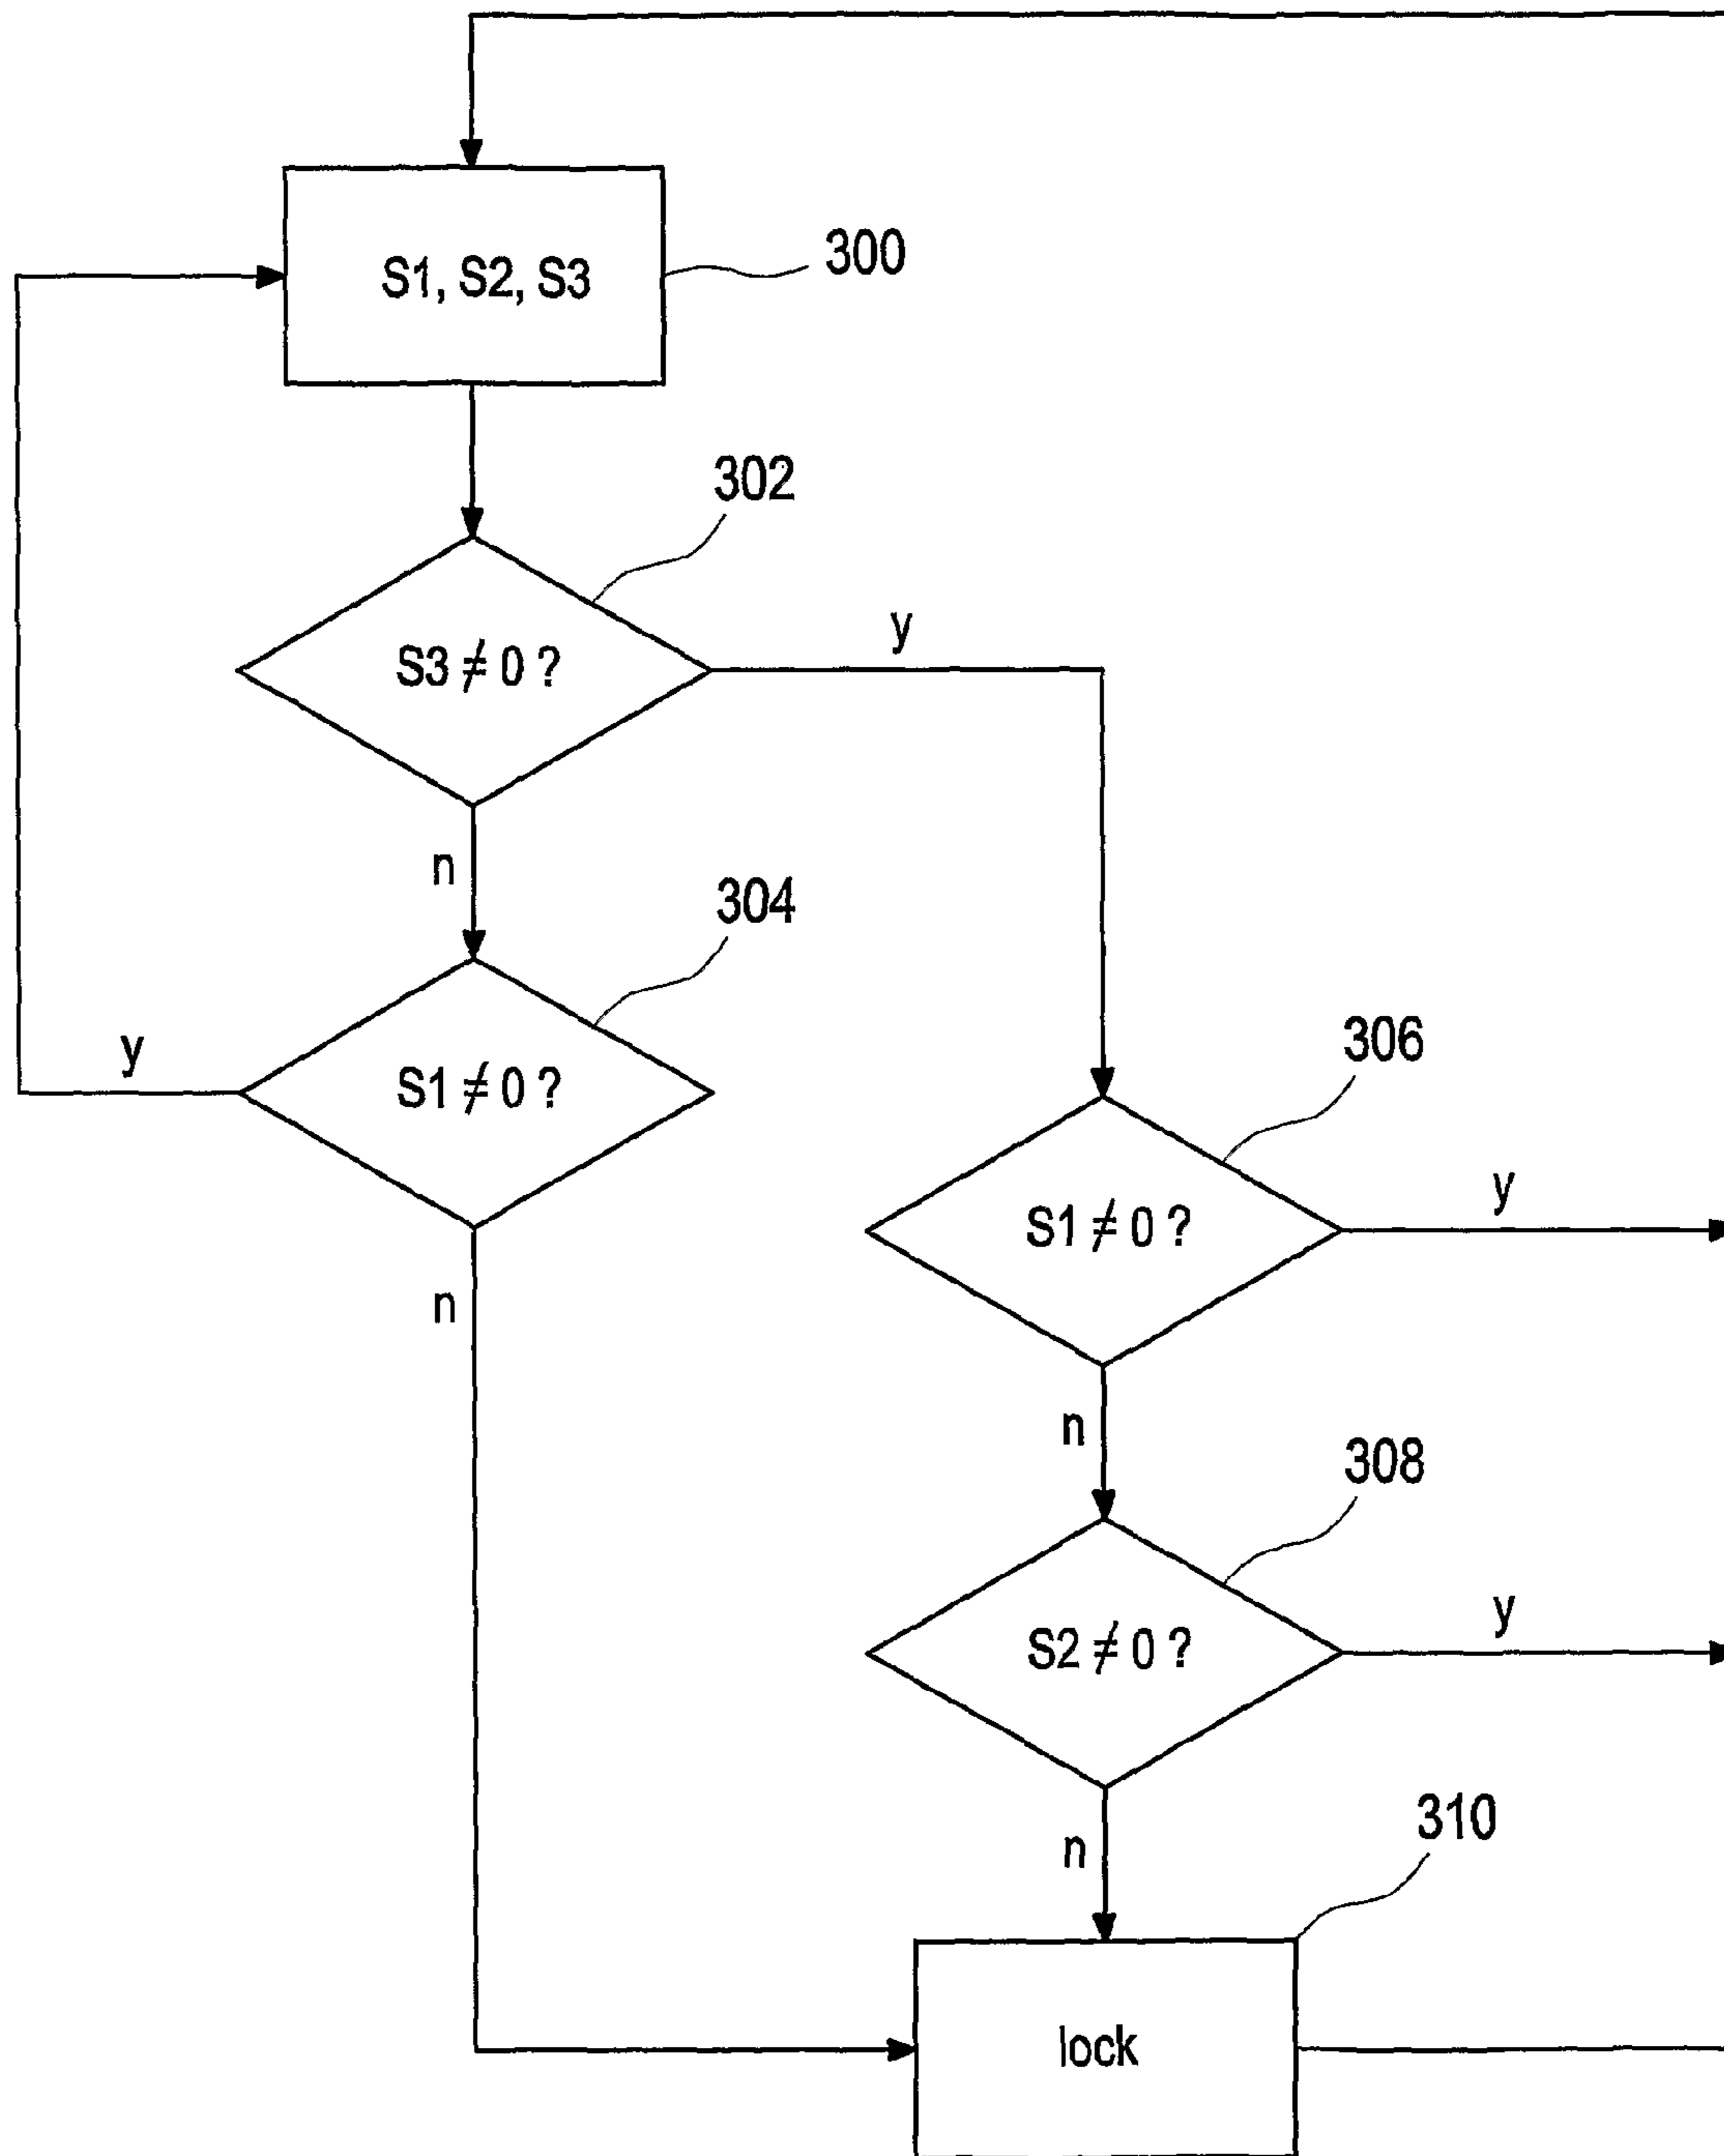 S1, S2, S3
300
302
S3 ≠ 0 ?
y
n
304
S1 ≠ 0 ?
y
n
306
S1 ≠ 0 ?
y
n
308
S2 ≠ 0 ?
y
n
310
lock